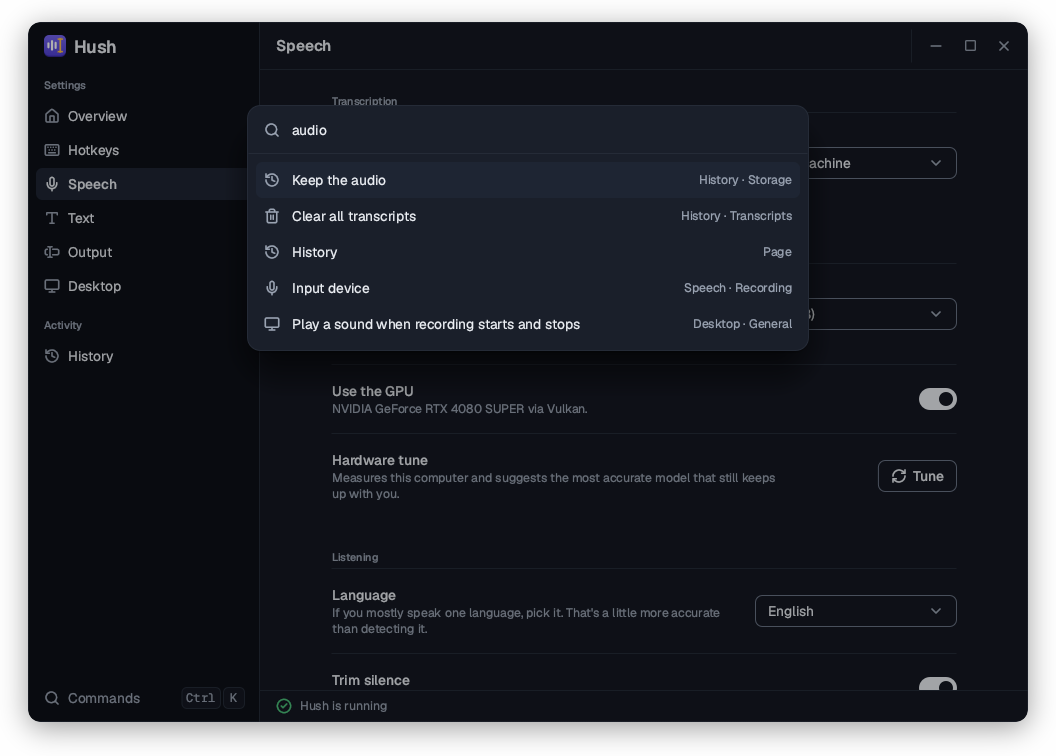 Hush
Speech
Settings
Overview
Hotkeys
Speech
Text
Output
Desktop
Activity
History
Commands
Ctrl K
Transcription
audio
Keep the audio
History · Storage
Clear all transcripts
History · Transcripts
History
Page
Input device
Speech · Recording
Play a sound when recording starts and stops
Desktop · General
Use the GPU
NVIDIA GeForce RTX 4080 SUPER via Vulkan.
Hardware tune
Measures this computer and suggests the most accurate model that still keeps
up with you.
Tune
Listening
Language
If you mostly speak one language, pick it. That's a little more accurate
than detecting it.
English
Trim silence
Hush is running